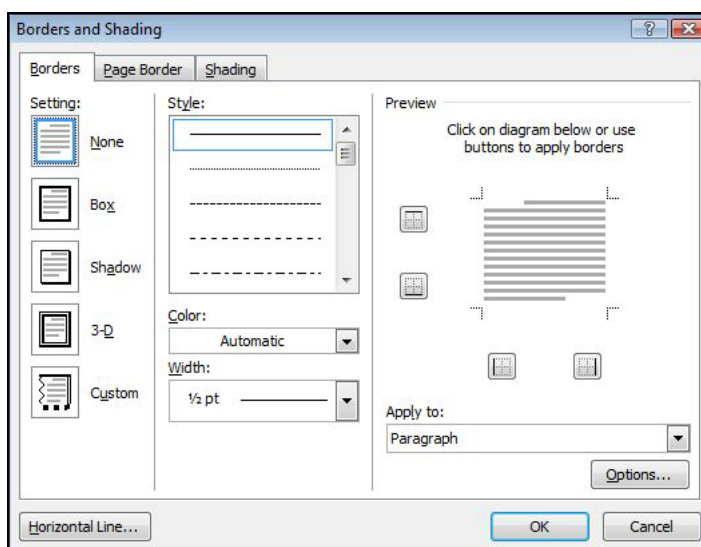 Borders and Shading
Borders
Page Border
Shading
Setting:
None
Box
Shadow
3-D
Custom
Style:
Color:
Automatic
Width:
½ pt
Preview
Click on diagram below or use
buttons to apply borders
Apply to:
Paragraph
Options...
Horizontal Line...
OK
Cancel